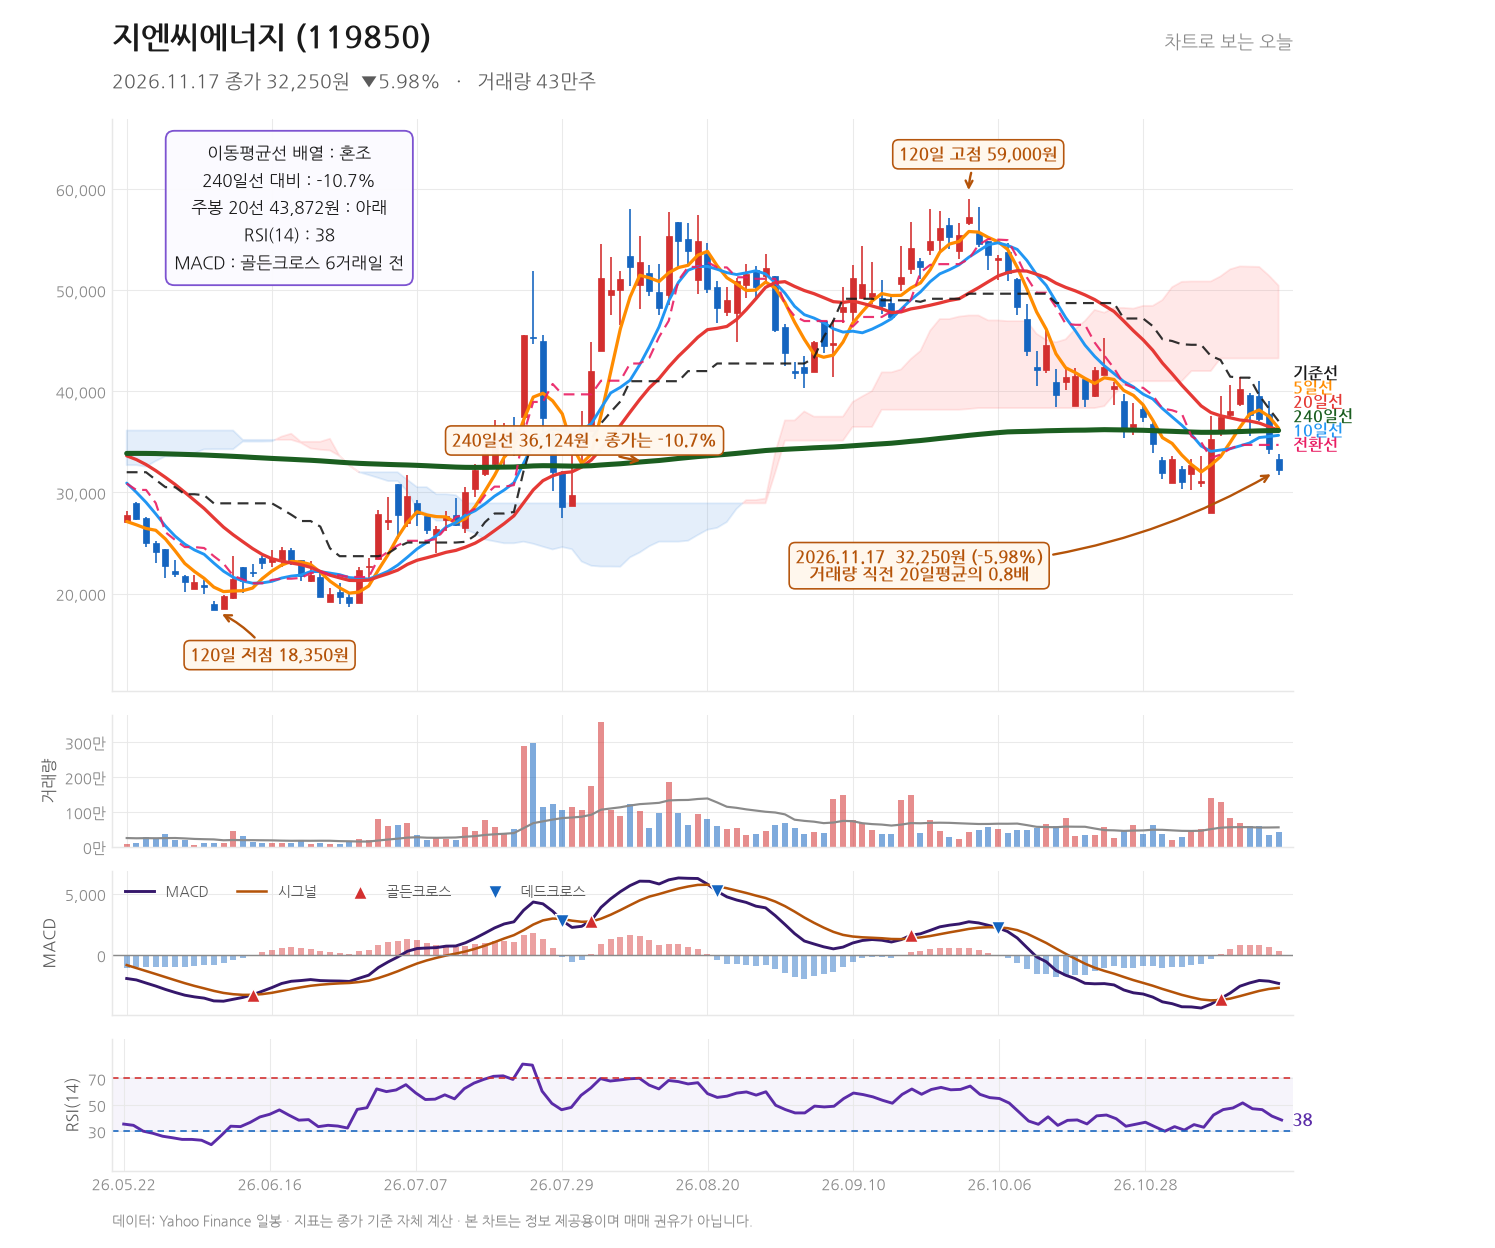 지엔씨에너지 (119850)
차트로 보는 오늘
2026.11.17 종가 32,250원 ▼5.98% · 거래량 43만주
이동평균선 배열 : 혼조
240일선 대비 : -10.7%
주봉 20선 43,872원 : 아래
RSI(14) : 38
MACD : 골든크로스 6거래일 전
120일 고점 59,000원
60,000
50,000
40,000
30,000
20,000
기준선
5일선
20일선
240일선
10일선
전환선
240일선 36,124원 · 종가는 -10.7%
2026.11.17 32,250원 (-5.98%)
거래량 직전 20일평균의 0.8배
120일 저점 18,350원
거래량
300만
200만
100만
0만
MACD
MACD
시그널
▲ 골든크로스
▼ 데드크로스
5,000
0
RSI(14)
70
50
30
38
26.05.22
26.06.16
26.07.07
26.07.29
26.08.20
26.09.10
26.10.06
26.10.28
데이터: Yahoo Finance 일봉 · 지표는 종가 기준 자체 계산 · 본 차트는 정보 제공용이며 매매 권유가 아닙니다.